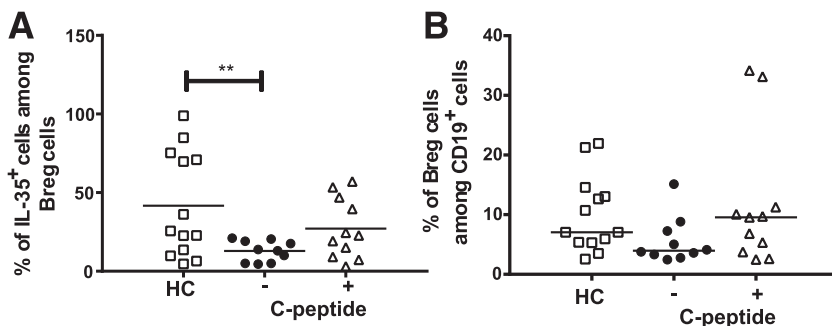 A
% of IL-35+ cells among
Breg cells
150
100
50
0
**
HC
-
+
C-peptide
B
% of Breg cells
among CD19+ cells
40
30
20
10
0
HC
-
+
C-peptide